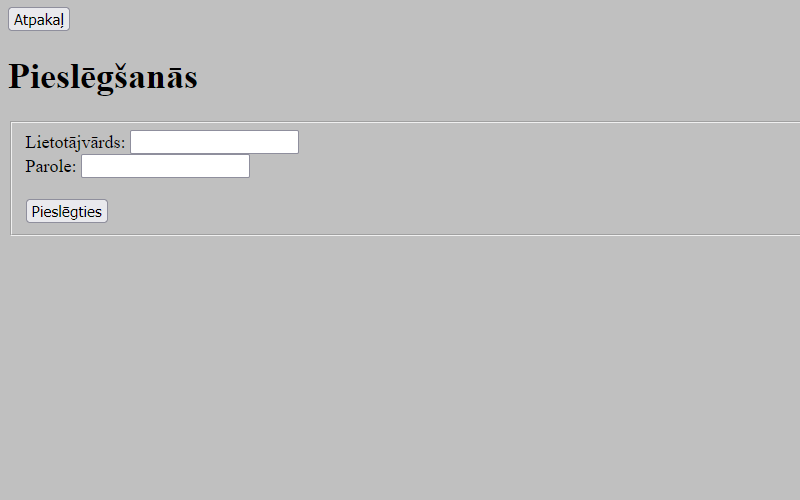 Atpakaļ
Pieslēgšanās
Lietotājvārds:
Parole:
Pieslēgties